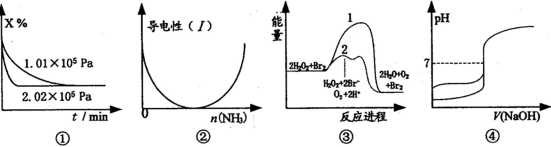 X%
1.01×10⁵ Pa
2.02×10⁵ Pa
t / min
①
导电性（I）
0
n(NH₃)
②
能量
1
2
2H₂O₂+Br₂
H₂O₂+2Br⁻
O₂+2H⁺
2H₂O+O₂
+Br₂
反应进程
③
pH
7
V(NaOH)
④